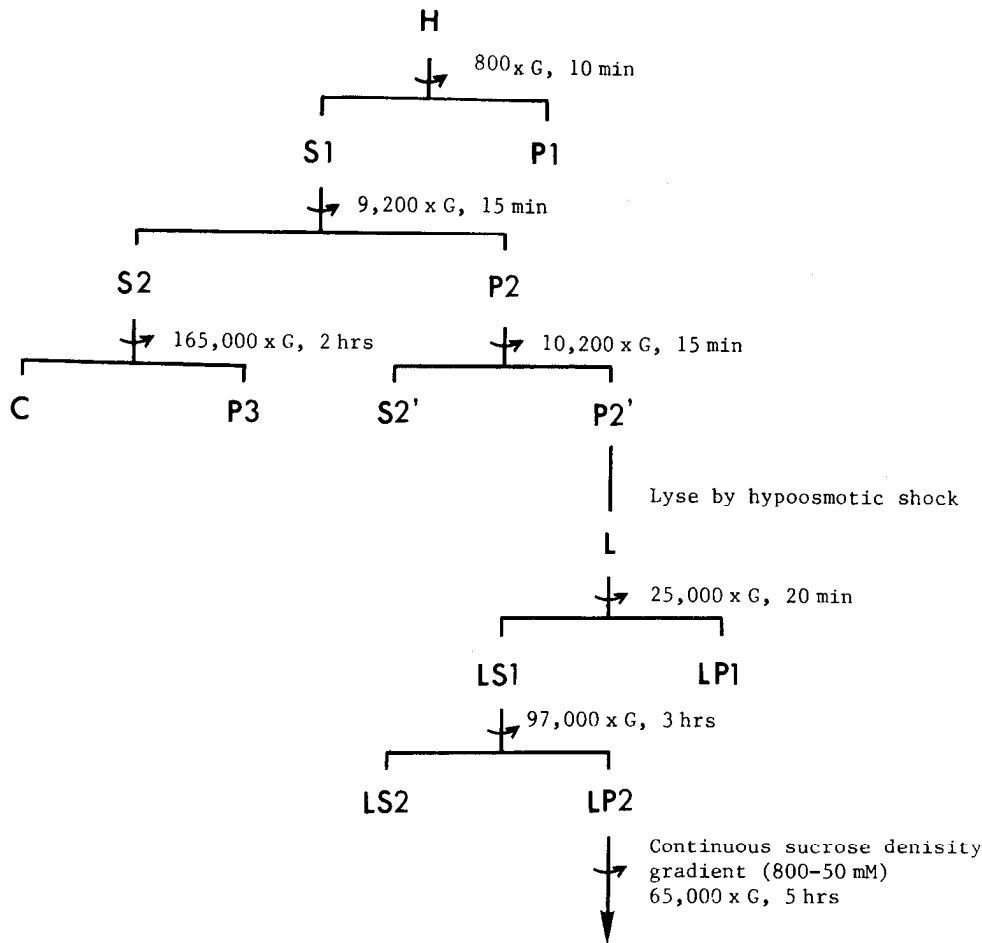 H
800 x G, 10 min
S1 P1
9,200 x G, 15 min
S2 P2
165,000 x G, 2 hrs 10,200 x G, 15 min
C P3 S2' P2'
Lyse by hypoosmotic shock
L
25,000 x G, 20 min
LS1 LP1
97,000 x G, 3 hrs
LS2 LP2
Continuous sucrose denisity
gradient (800-50 mM)
65,000 x G, 5 hrs